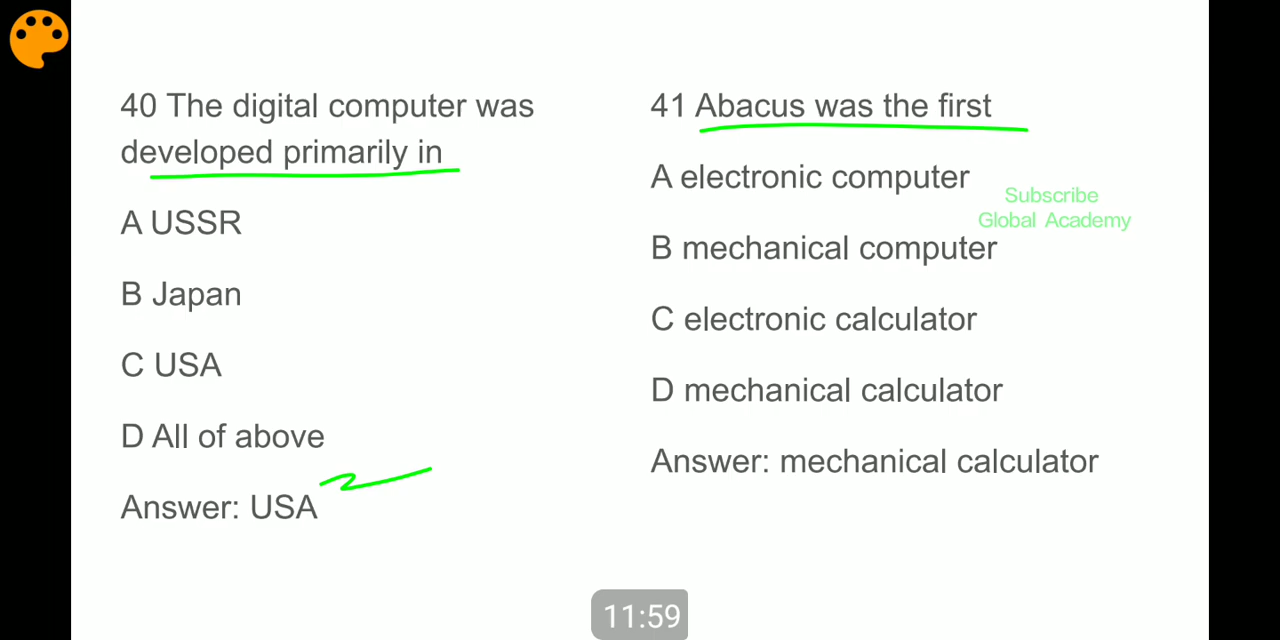 40 The digital computer was
developed primarily in
A USSR
B Japan
C USA
D All of above
Answer: USA
41 Abacus was the first
A electronic computer
Subscribe
Global Academy
B mechanical computer
C electronic calculator
D mechanical calculator
Answer: mechanical calculator
11:59